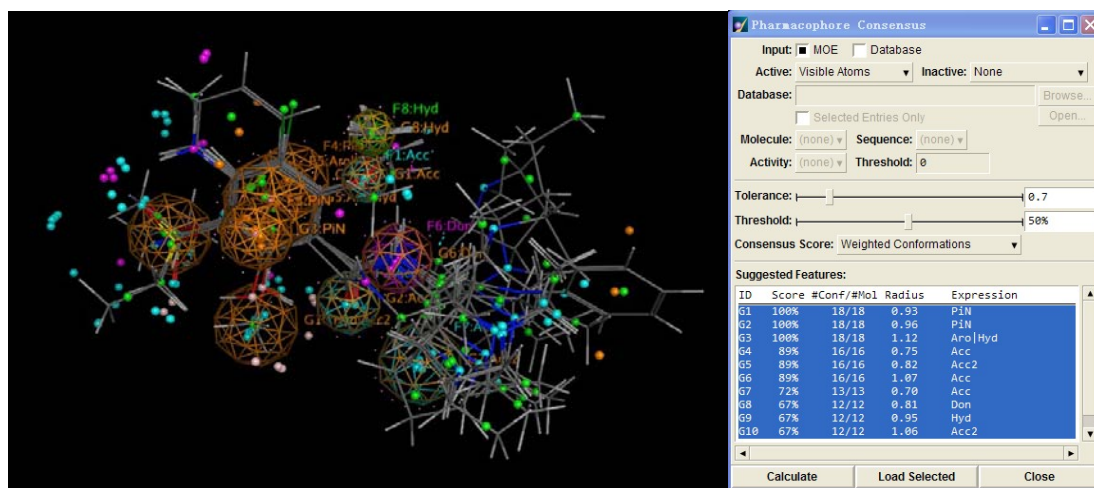 F8:Hyd
G8:Hyd
F1:Acc
G1:Acc
G3:PiN
F6:Don
Pharmacophore Consensus
Input: MOE Database
Active: Visible Atoms Inactive: None
Database: Browse...
Selected Entries Only Open...
Molecule: (none) Sequence: (none)
Activity: (none) Threshold: 0
Tolerance: 0.7
Threshold: 50%
Consensus Score: Weighted Conformations
Suggested Features:
ID Score #Conf/#Mol Radius Expression
G1 100% 18/18 0.93 PiN
G2 100% 18/18 0.96 PiN
G3 100% 18/18 1.12 Aro|Hyd
G4 89% 16/16 0.75 Acc
G5 89% 16/16 0.82 Acc2
G6 89% 16/16 1.07 Acc
G7 72% 13/13 0.70 Acc
G8 67% 12/12 0.81 Don
G9 67% 12/12 0.95 Hyd
G10 67% 12/12 1.06 Acc2
Calculate Load Selected Close